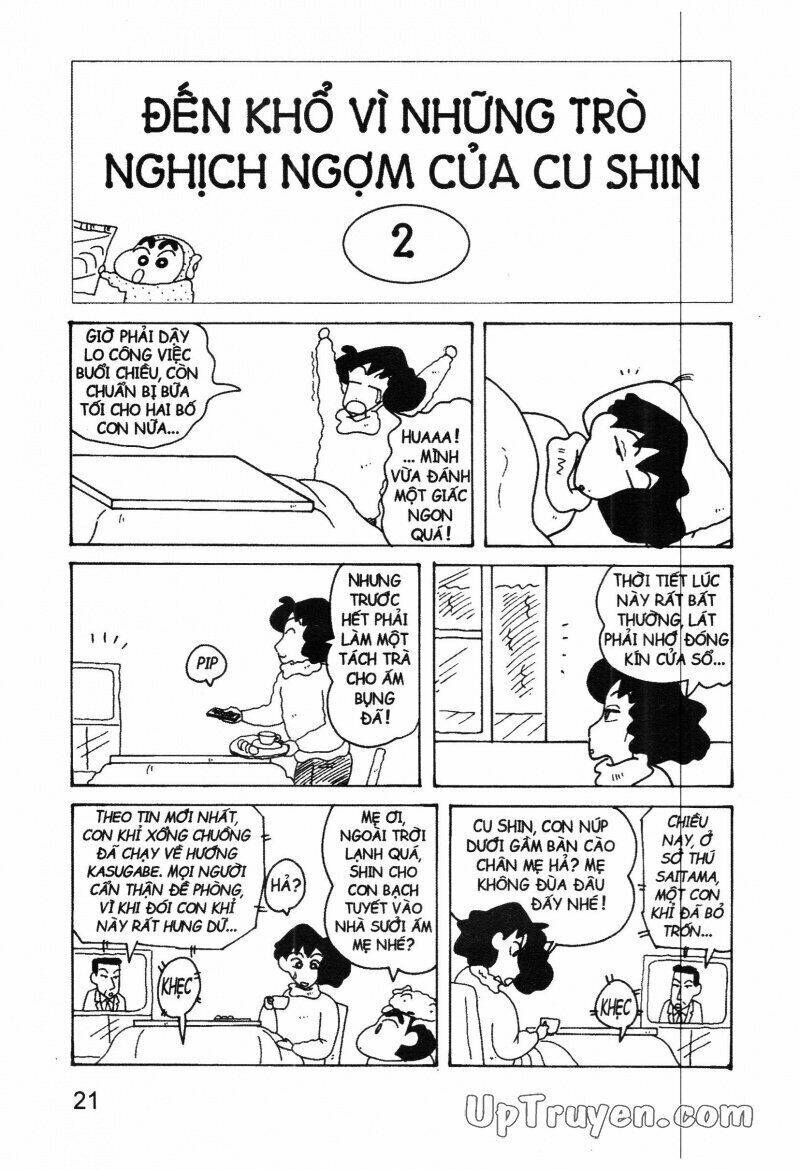 ĐẾN KHỔ VÌ NHỮNG TRÒ
NGHỊCH NGỢM CỦA CU SHIN
2
HUAAA!
... MÌNH
VỪA ĐÁNH
MỘT GIẤC
NGON
QUÁ!
GIỜ PHẢI DẬY
LO CÔNG VIỆC
BUỔI CHIỀU, CÒN
CHUẨN BỊ BỮA
TỐI CHO HAI BỐ
CON NỮA...
THỜI TIẾT LÚC
NÀY RẤT BẤT
THƯỜNG, LÁT
PHẢI NHỚ ĐÓNG
KÍN CỬA SỔ...
NHƯNG
TRƯỚC
HẾT PHẢI
LÀM MỘT
TÁCH TRÀ
CHO ẤM
BỤNG
ĐÃ!
PIP
CHIỀU
NAY, Ở
SỞ THÚ
SAITAMA,
MỘT CON
KHỈ ĐÃ BỎ
TRỐN...
CU SHIN, CON NÚP
DƯỚI GẦM BÀN CÀO
CHÂN MẸ HẢ? MẸ
KHÔNG ĐÙA ĐÂU
ĐẤY NHÉ!
KHẸC
MẸ ƠI,
NGOÀI TRỜI
LẠNH QUÁ,
SHIN CHO
CON BẠCH
TUYẾT VÀO
NHÀ SƯỞI ẤM
MẸ NHÉ?
HẢ?
THEO TIN MỚI NHẤT,
CON KHỈ XỔNG CHUỒNG
ĐÃ CHẠY VỀ HƯỚNG
KASUGABE. MỌI NGƯỜI
CẨN THẬN ĐỀ PHÒNG,
VÌ KHI ĐÓI CON KHỈ
NÀY RẤT HUNG DỮ...
KHẸC
21
UpTruyen.com